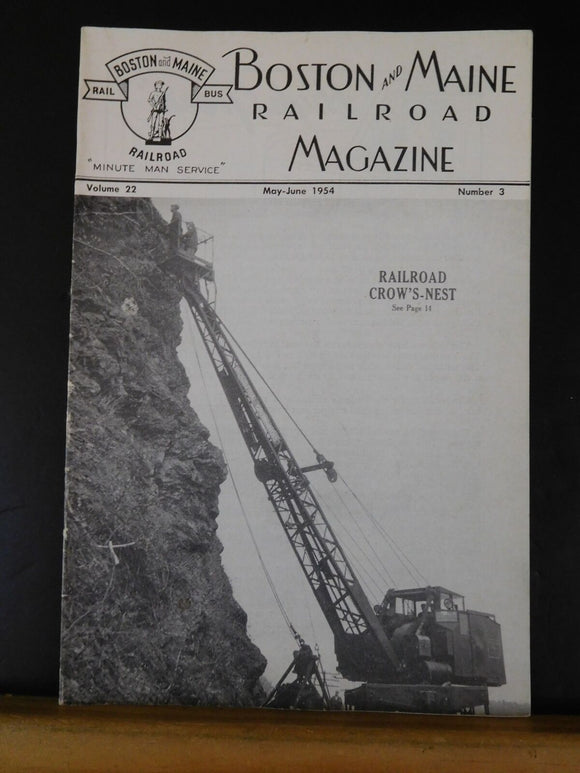 BOSTON and MAINE
RAIL BUS
RAILROAD
"MINUTE MAN SERVICE"
BOSTON AND MAINE
RAILROAD
MAGAZINE
Volume 22 May-June 1954 Number 3
RAILROAD
CROW'S-NEST
See Page 14